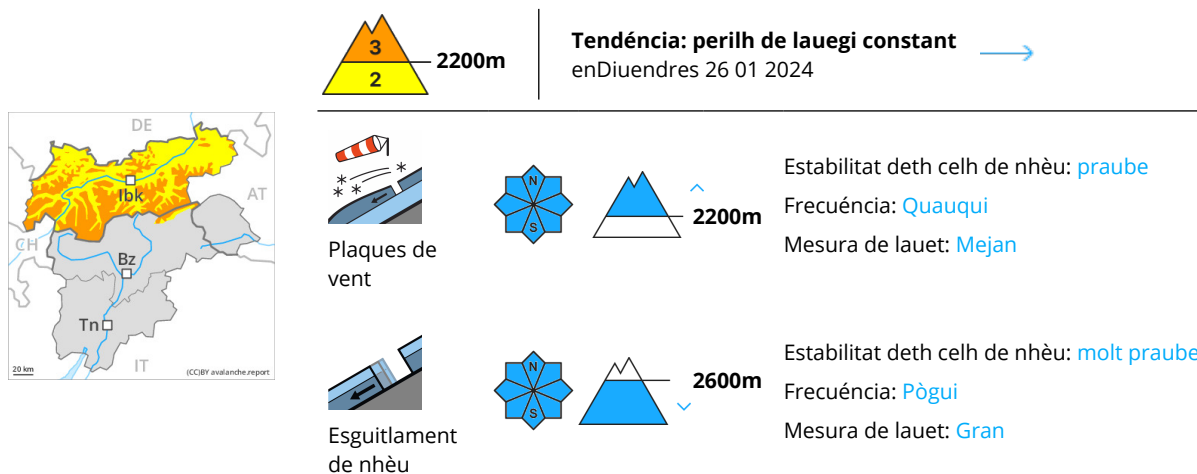 3
2
2200m
Tendéncia: perilh de lauegi constant
enDiuendres 26 01 2024
DE
AT
CH
IT
Ibk
Bz
Tn
20 km
(CC)BY avalanche.report
Plaques de
vent
N
S
2200m
Estabilitat deth celh de nhèu: praube
Frecuéncia: Quauqui
Mesura de lauet: Mejan
Esguitlament
de nhèu
N
S
2600m
Estabilitat deth celh de nhèu: molt praube
Frecuéncia: Pògui
Mesura de lauet: Gran